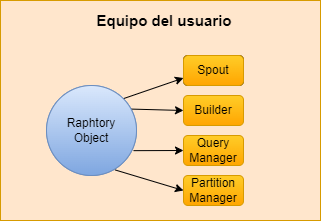 Equipo del usuario
Raphtory
Object
Spout
Builder
Query
Manager
Partition
Manager